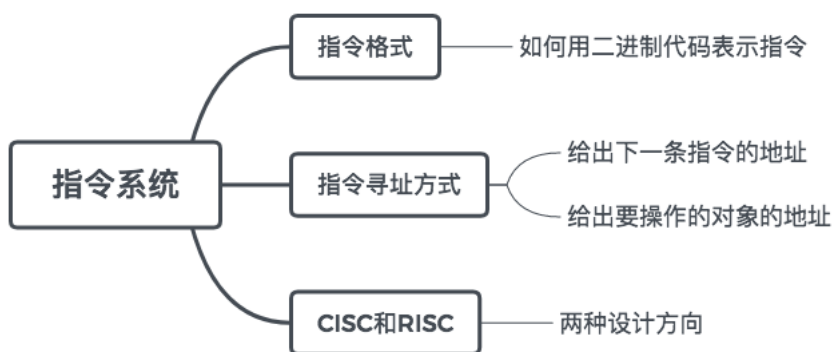 指令格式
如何用二进制代码表示指令
指令系统
指令寻址方式
给出下一条指令的地址
给出要操作的对象的地址
CISC和RISC
两种设计方向